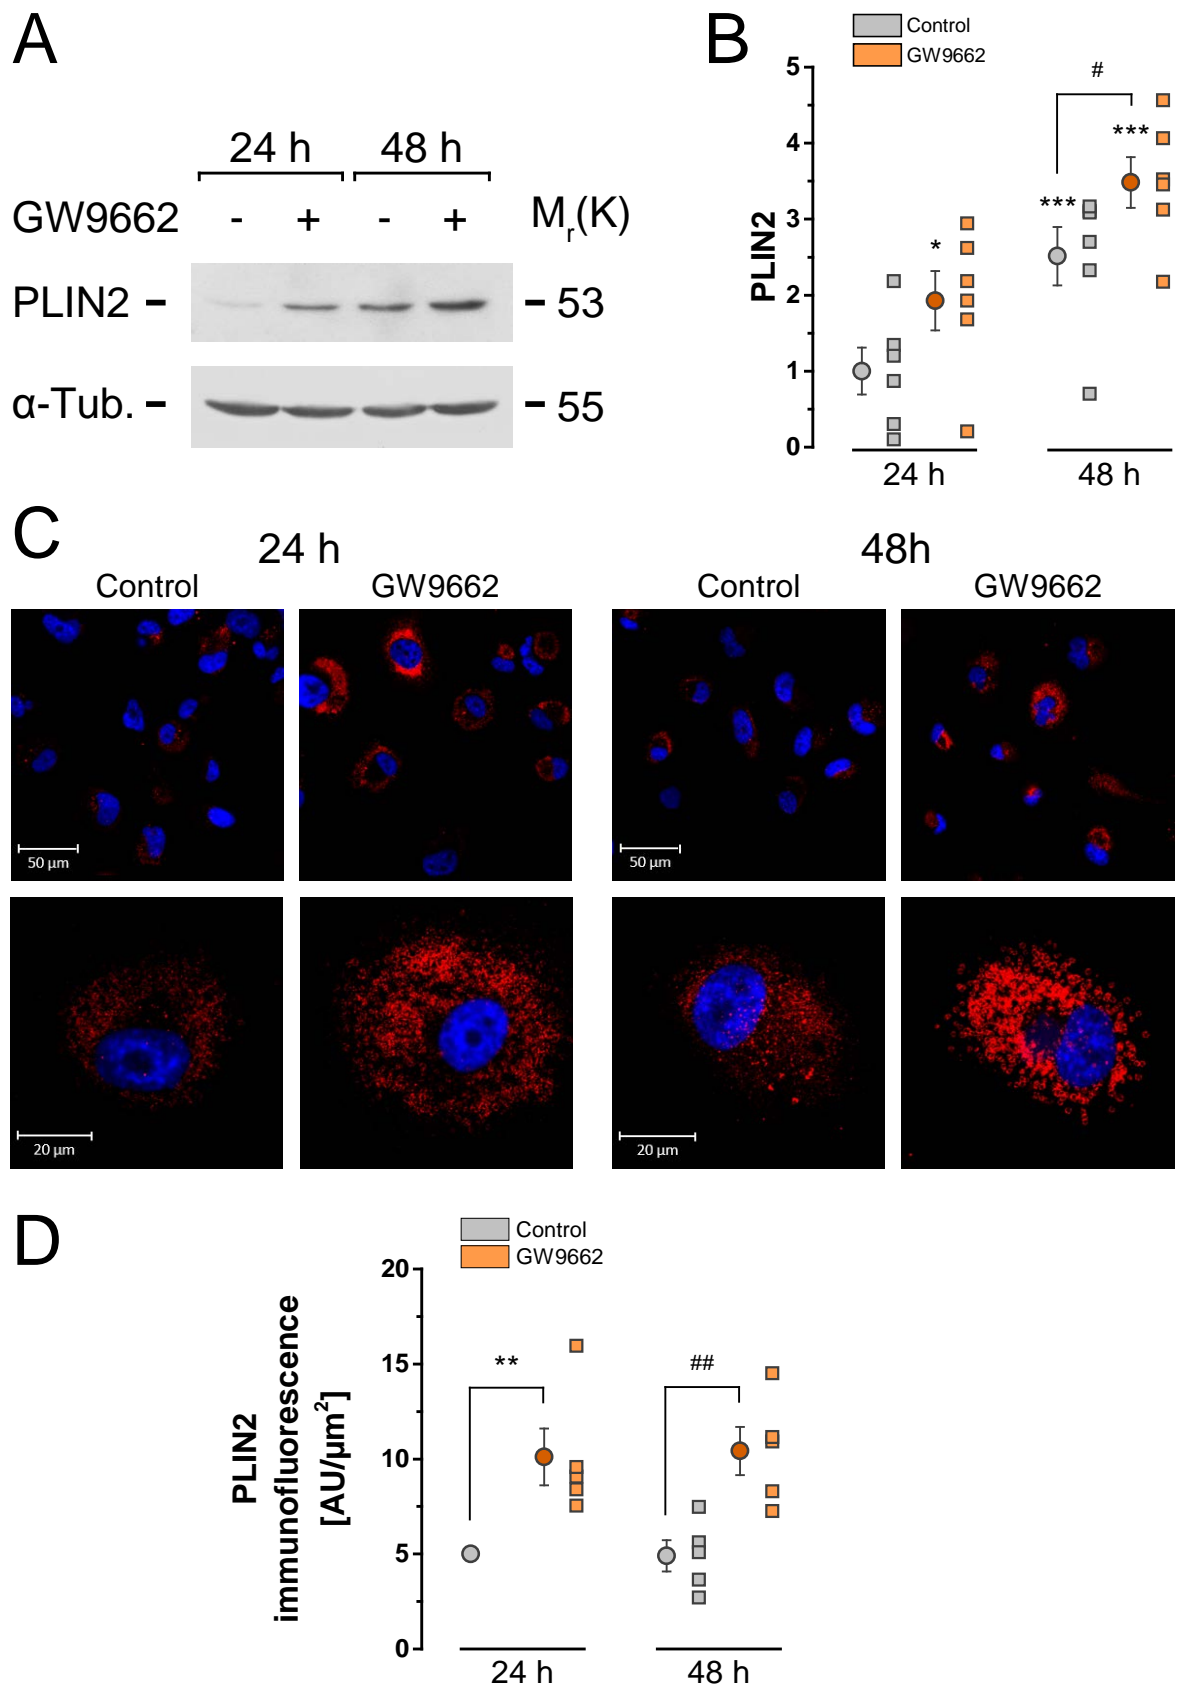 A
24 h 48 h
GW9662 - + - + Mr(K)
PLIN2 – – 53
α-Tub. – – 55
B
Control
GW9662
PLIN2
5
4
3
2
1
0
#
***
***
*
24 h 48 h
C
24 h 48h
Control GW9662 Control GW9662
50 µm 50 µm
20 µm 20 µm
D
Control
GW9662
PLIN2
immunofluorescence
[AU/µm²]
20
15
10
5
0
** ##
24 h 48 h